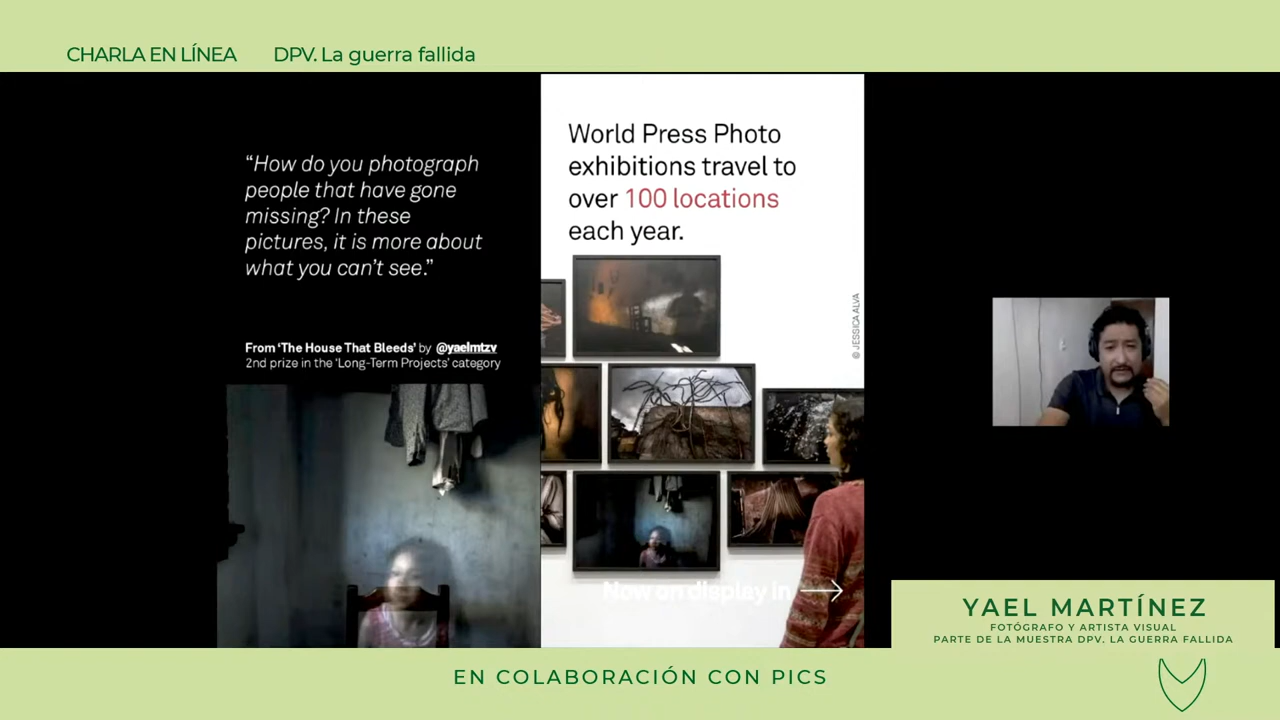 CHARLA EN LÍNEA DPV. La guerra fallida
“How do you photograph
people that have gone
missing? In these
pictures, it is more about
what you can’t see.”
From ‘The House That Bleeds’ by @yaelmtzv
2nd prize in the ‘Long-Term Projects’ category
World Press Photo
exhibitions travel to
over 100 locations
each year.
© JESSICA ALVA
Now on display in
YAEL MARTÍNEZ
FOTÓGRAFO Y ARTISTA VISUAL
PARTE DE LA MUESTRA DPV. LA GUERRA FALLIDA
EN COLABORACIÓN CON PICS